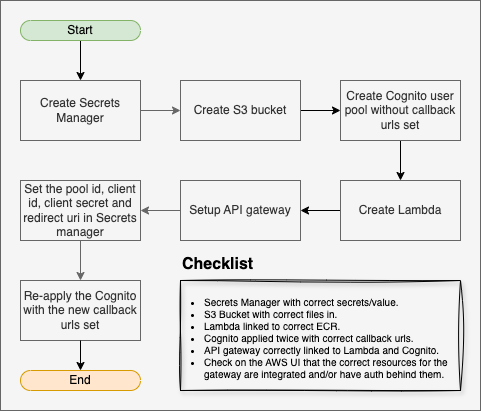 Start
Create Secrets
Manager
Create S3 bucket
Create Cognito user
pool without callback
urls set
Set the pool id, client
id, client secret and
redirect uri in Secrets
manager
Setup API gateway
Create Lambda
Re-apply the Cognito
with the new callback
urls set
End
Checklist
• Secrets Manager with correct secrets/value.
• S3 Bucket with correct files in.
• Lambda linked to correct ECR.
• Cognito applied twice with correct callback urls.
• API gateway correctly linked to Lambda and Cognito.
• Check on the AWS UI that the correct resources for the
gateway are integrated and/or have auth behind them.